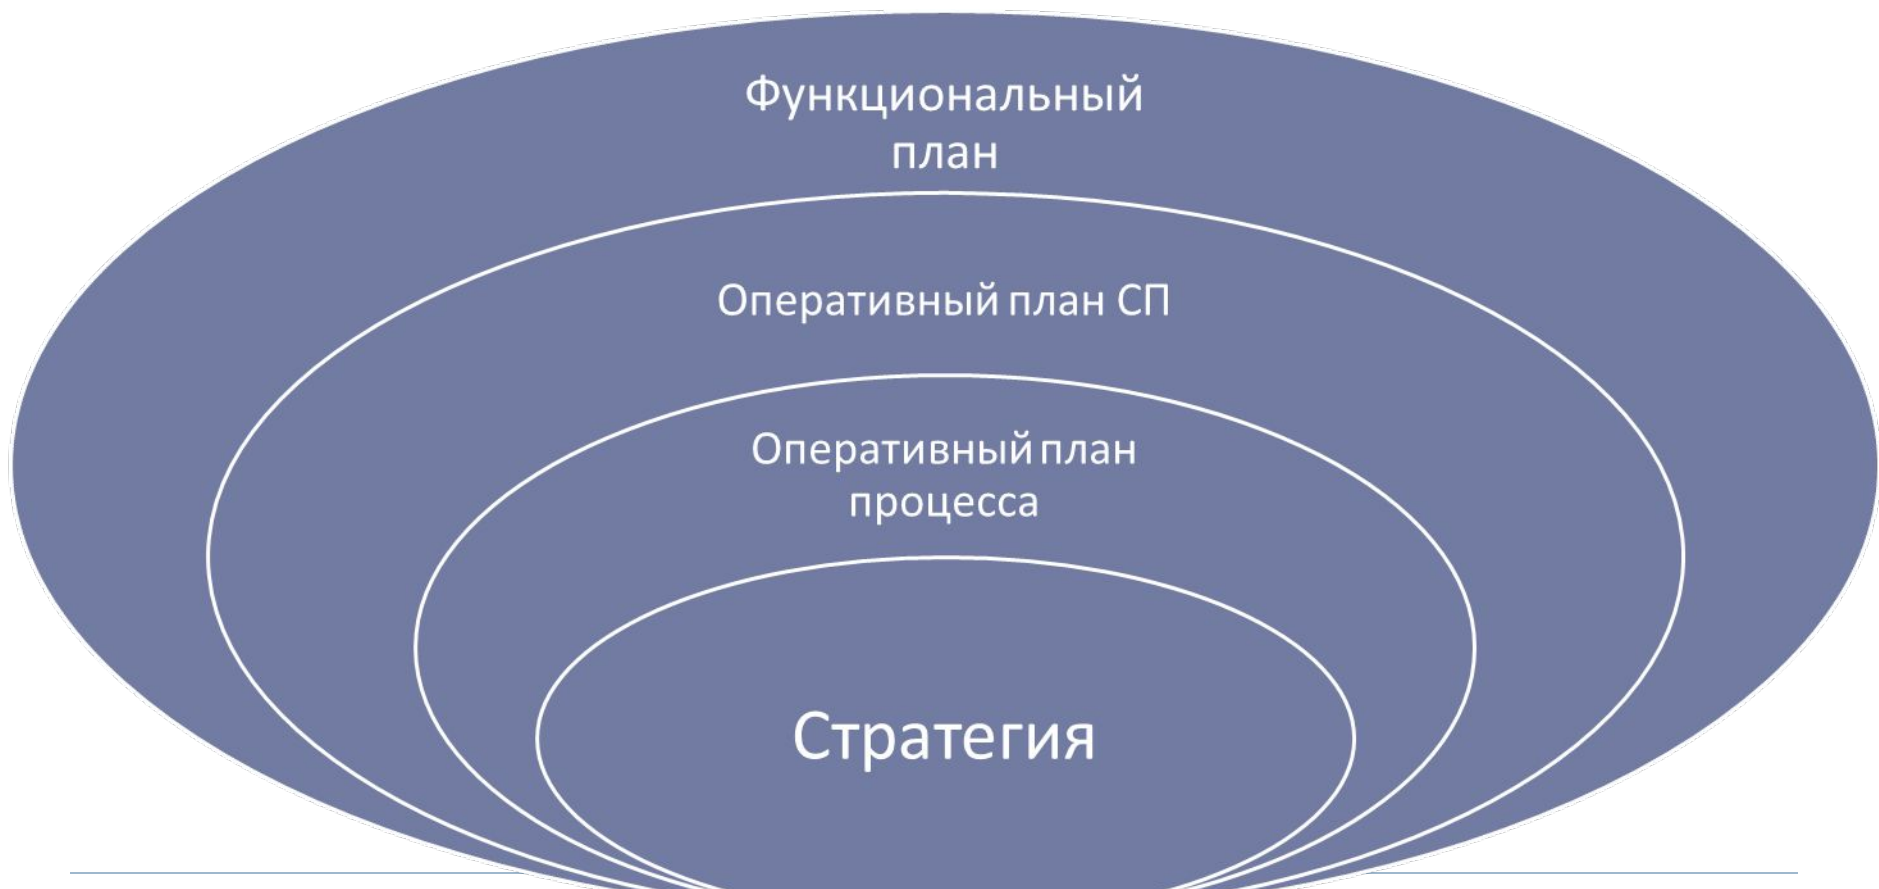 Функциональный
план
Оперативный план СП
Оперативный план
процесса
Стратегия